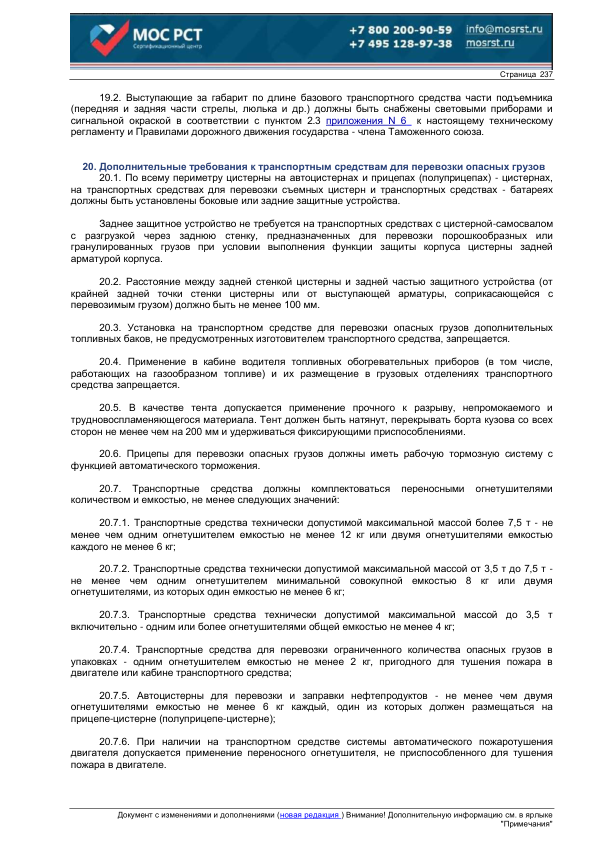 МОС РСТ
Сертификационный центр
+7 800 200-90-59
+7 495 128-97-38
info@mosrst.ru
mosrst.ru
Страница 237
19.2. Выступающие за габарит по длине базового транспортного средства части подъемника
(передняя и задняя части стрелы, люлька и др.) должны быть снабжены световыми приборами и
сигнальной окраской в соответствии с пунктом 2.3 приложения N 6 к настоящему техническому
регламенту и Правилами дорожного движения государства - члена Таможенного союза.
20. Дополнительные требования к транспортным средствам для перевозки опасных грузов
20.1. По всему периметру цистерны на автоцистернах и прицепах (полуприцепах) - цистернах,
на транспортных средствах для перевозки съемных цистерн и транспортных средствах - батареях
должны быть установлены боковые или задние защитные устройства.
Заднее защитное устройство не требуется на транспортных средствах с цистерной-самосвалом
с разгрузкой через заднюю стенку, предназначенных для перевозки порошкообразных или
гранулированных грузов при условии выполнения функции защиты корпуса цистерны задней
арматурой корпуса.
20.2. Расстояние между задней стенкой цистерны и задней частью защитного устройства (от
крайней задней точки стенки цистерны или от выступающей арматуры, соприкасающейся с
перевозимым грузом) должно быть не менее 100 мм.
20.3. Установка на транспортном средстве для перевозки опасных грузов дополнительных
топливных баков, не предусмотренных изготовителем транспортного средства, запрещается.
20.4. Применение в кабине водителя топливных обогревательных приборов (в том числе,
работающих на газообразном топливе) и их размещение в грузовых отделениях транспортного
средства запрещается.
20.5. В качестве тента допускается применение прочного к разрыву, непромокаемого и
трудновоспламеняющегося материала. Тент должен быть натянут, перекрывать борта кузова со всех
сторон не менее чем на 200 мм и удерживаться фиксирующими приспособлениями.
20.6. Прицепы для перевозки опасных грузов должны иметь рабочую тормозную систему с
функцией автоматического торможения.
20.7. Транспортные средства должны комплектоваться переносными огнетушителями
количеством и емкостью, не менее следующих значений:
20.7.1. Транспортные средства технически допустимой максимальной массой более 7,5 т - не
менее чем одним огнетушителем емкостью не менее 12 кг или двумя огнетушителями емкостью
каждого не менее 6 кг;
20.7.2. Транспортные средства технически допустимой максимальной массой от 3,5 т до 7,5 т -
не менее чем одним огнетушителем минимальной совокупной емкостью 8 кг или двумя
огнетушителями, из которых один емкостью не менее 6 кг;
20.7.3. Транспортные средства технически допустимой максимальной массой до 3,5 т
включительно - одним или более огнетушителями общей емкостью не менее 4 кг;
20.7.4. Транспортные средства для перевозки ограниченного количества опасных грузов в
упаковках - одним огнетушителем емкостью не менее 2 кг, пригодного для тушения пожара в
двигателе или кабине транспортного средства;
20.7.5. Автоцистерны для перевозки и заправки нефтепродуктов - не менее чем двумя
огнетушителями емкостью не менее 6 кг каждый, один из которых должен размещаться на
прицепе-цистерне (полуприцепе-цистерне);
20.7.6. При наличии на транспортном средстве системы автоматического пожаротушения
двигателя допускается применение переносного огнетушителя, не приспособленного для тушения
пожара в двигателе.
Документ с изменениями и дополнениями (новая редакция ) Внимание! Дополнительную информацию см. в ярлыке
"Примечания"